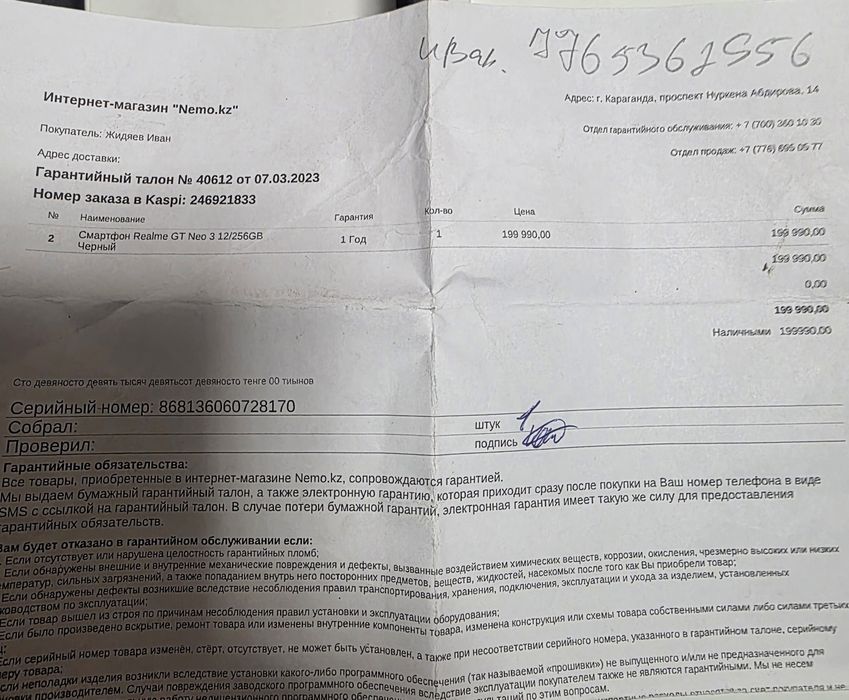 Иван. 7765361956
Интернет-магазин "Nemo.kz"
Адрес: г. Караганда, проспект Нуркена Абдирова, 14
Покупатель: Жидяев Иван
Отдел гарантийного обслуживания: + 7 (700) 360 10 30
Адрес доставки:
Отдел продаж: +7 (776) 695 05 77
Гарантийный талон № 40612 от 07.03.2023
Номер заказа в Kaspi: 246921833
№ Наименование Гарантия Кол-во Цена Сумма
2 Смартфон Realme GT Neo 3 12/256GB 1 Год 1 199 990,00 199 990,00
Черный
199 990,00
0,00
199 990,00
Наличными 199990.00
Сто девяносто девять тысяч девятьсот девяносто тенге 00 тиынов
Серийный номер: 868136060728170
Собрал: штук 1
Проверил: подпись
Гарантийные обязательства:
Все товары, приобретенные в интернет-магазине Nemo.kz, сопровождаются гарантией.
Мы выдаем бумажный гарантийный талон, а также электронную гарантию, которая приходит сразу после покупки на Ваш номер телефона в виде
SMS с ссылкой на гарантийный талон. В случае потери бумажной гарантий, электронная гарантия имеет такую же силу для предоставления
гарантийных обязательств.
Вам будет отказано в гарантийном обслуживании если:
Если отсутствует или нарушена целостность гарантийных пломб;
Если обнаружены внешние и внутренние механические повреждения и дефекты, вызванные воздействием химических веществ, коррозии, окисления, чрезмерно высоких или низких
температур, сильных загрязнений, а также попаданием внутрь него посторонних предметов, веществ, жидкостей, насекомых после того как Вы приобрели товар;
Если обнаружены дефекты возникшие вследствие несоблюдения правил транспортирования, хранения, подключения, эксплуатации и ухода за изделием, установленных
руководством по эксплуатации;
Если товар вышел из строя по причинам несоблюдения правил установки и эксплуатации оборудования;
Если было произведено вскрытие, ремонт товара или изменены внутренние компоненты товара, изменена конструкция или схемы товара собственными силами либо силами третьих
Если серийный номер товара изменён, стёрт, отсутствует, не может быть установлен, а также при несоответствии серийного номера, указанного в гарантийном талоне, серийному
номеру товара;
Если неполадки изделия возникли вследствие установки какого-либо программного обеспечения (так называемой «прошивки») не выпущенного и/или не предназначенного для
установки производителем. Случаи повреждения заводского программного обеспечения вследствие эксплуатации покупателем также не являются гарантийными. Мы не несем
по этим вопросам.